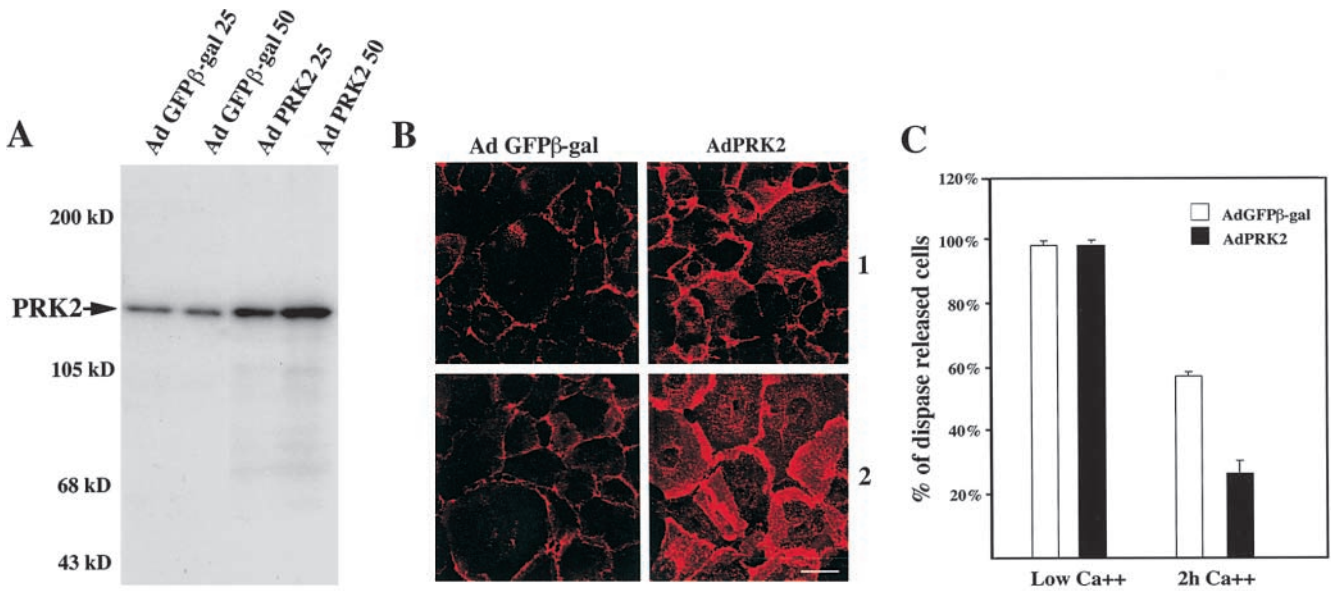 A
Ad GFPβ-gal 25
Ad GFPβ-gal 50
Ad PRK2 25
Ad PRK2 50
200 kD
PRK2
105 kD
68 kD
43 kD
B
Ad GFPβ-gal
AdPRK2
1
2
C
% of dispase released cells
120%
100%
80%
60%
40%
20%
AdGFPβ-gal
AdPRK2
Low Ca++
2h Ca++